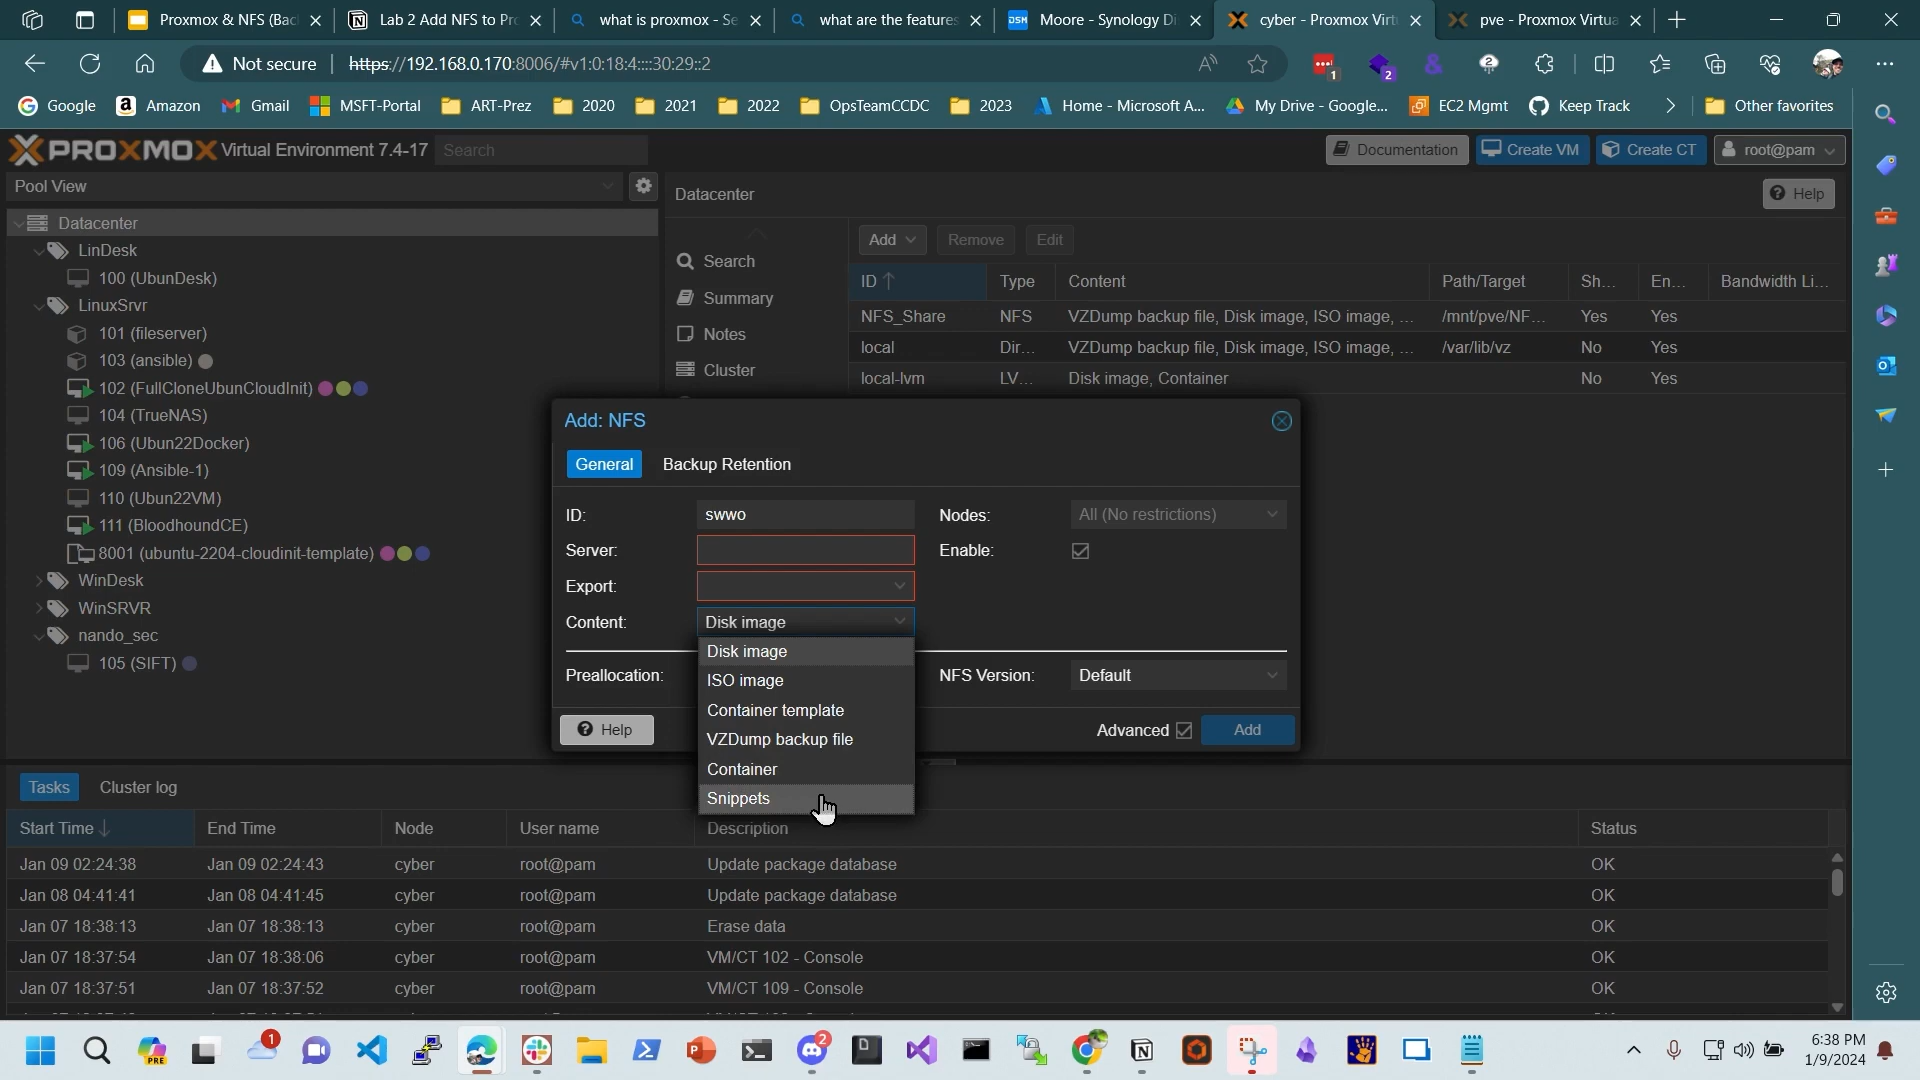 Proxmox & NFS (Bac
Lab 2 Add NFS to Pr
what is proxmox - Se
what are the features
DSM
Moore - Synology Di
cyber - Proxmox Virt
pve - Proxmox Virtua
Not secure
https://192.168.0.170:8006/#v1:0:18:4::::30:29::2
1
2
Google
Amazon
Gmail
MSFT-Portal
ART-Prez
2020
2021
2022
OpsTeamCCDC
2023
Home - Microsoft A...
My Drive - Google...
EC2 Mgmt
Keep Track
Other favorites
PROXMOX Virtual Environment 7.4-17
Search
Documentation
Create VM
Create CT
root@pam
Pool View
Datacenter
LinDesk
100 (UbunDesk)
LinuxSrvr
101 (fileserver)
103 (ansible)
102 (FullCloneUbunCloudInit)
104 (TrueNAS)
106 (Ubun22Docker)
109 (Ansible-1)
110 (Ubun22VM)
111 (BloodhoundCE)
8001 (ubuntu-2204-cloudinit-template)
WinDesk
WinSRVR
nando_sec
105 (SIFT)
Datacenter
Help
Search
Summary
Notes
Cluster
Add
Remove
Edit
ID
Type
Content
Path/Target
Sh...
En...
Bandwidth Li...
NFS_Share
NFS
VZDump backup file, Disk image, ISO image, ...
/mnt/pve/NF...
Yes
Yes
local
Dir...
VZDump backup file, Disk image, ISO image, ...
/var/lib/vz
No
Yes
local-lvm
LV...
Disk image, Container
No
Yes
Add: NFS
General
Backup Retention
ID:
swwo
Nodes:
All (No restrictions)
Server:
Enable:
Export:
Content:
Disk image
Disk image
ISO image
Container template
VZDump backup file
Container
Snippets
Preallocation:
NFS Version:
Default
Help
Advanced
Add
Tasks
Cluster log
Start Time
End Time
Node
User name
Description
Status
Jan 09 02:24:38
Jan 09 02:24:43
cyber
root@pam
Update package database
OK
Jan 08 04:41:41
Jan 08 04:41:45
cyber
root@pam
Update package database
OK
Jan 07 18:38:13
Jan 07 18:38:13
cyber
root@pam
Erase data
OK
Jan 07 18:37:54
Jan 07 18:38:06
cyber
root@pam
VM/CT 102 - Console
OK
Jan 07 18:37:51
Jan 07 18:37:52
cyber
root@pam
VM/CT 109 - Console
OK
PRE
1
2
6:38 PM
1/9/2024